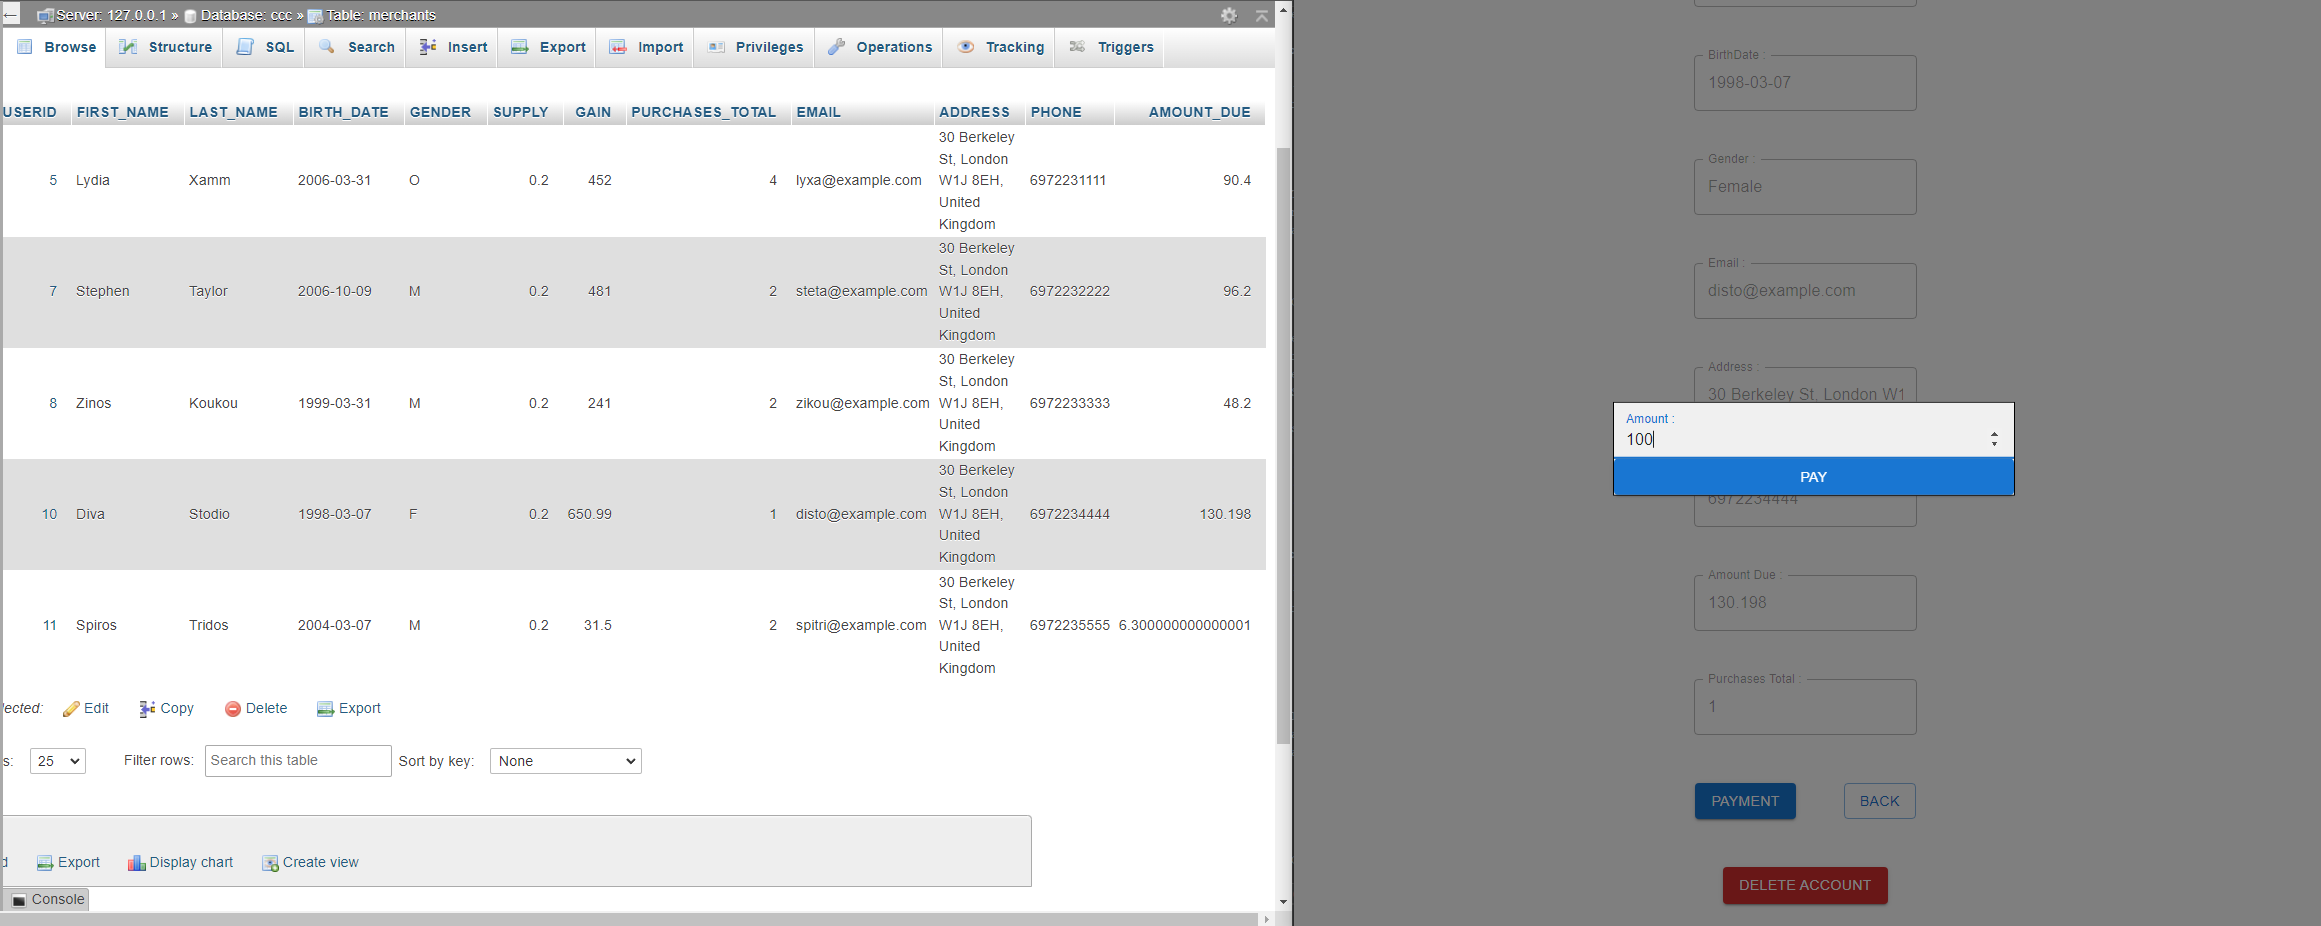 Server: 127.0.0.1 » Database: ccc » Table: merchants
Browse Structure SQL Search Insert Export Import Privileges Operations Tracking Triggers
USERID FIRST_NAME LAST_NAME BIRTH_DATE GENDER SUPPLY GAIN PURCHASES_TOTAL EMAIL ADDRESS PHONE AMOUNT_DUE
30 Berkeley
St, London
5 Lydia Xamm 2006-03-31 O 0.2 452 4 lyxa@example.com W1J 8EH, 6972231111 90.4
United
Kingdom
30 Berkeley
St, London
7 Stephen Taylor 2006-10-09 M 0.2 481 2 steta@example.com W1J 8EH, 6972232222 96.2
United
Kingdom
30 Berkeley
St, London
8 Zinos Koukou 1999-03-31 M 0.2 241 2 zikou@example.com W1J 8EH, 6972233333 48.2
United
Kingdom
30 Berkeley
St, London
10 Diva Stodio 1998-03-07 F 0.2 650.99 1 disto@example.com W1J 8EH, 6972234444 130.198
United
Kingdom
30 Berkeley
St, London
11 Spiros Tridos 2004-03-07 M 0.2 31.5 2 spitri@example.com W1J 8EH, 6972235555 6.300000000000001
United
Kingdom
lected: Edit Copy Delete Export
s: 25 Filter rows: Search this table Sort by key: None
d Export Display chart Create view
Console
BirthDate :
1998-03-07
Gender :
Female
Email :
disto@example.com
Address :
30 Berkeley St, London W1
Amount :
100
PAY
6972234444
Amount Due :
130.198
Purchases Total :
1
PAYMENT BACK
DELETE ACCOUNT